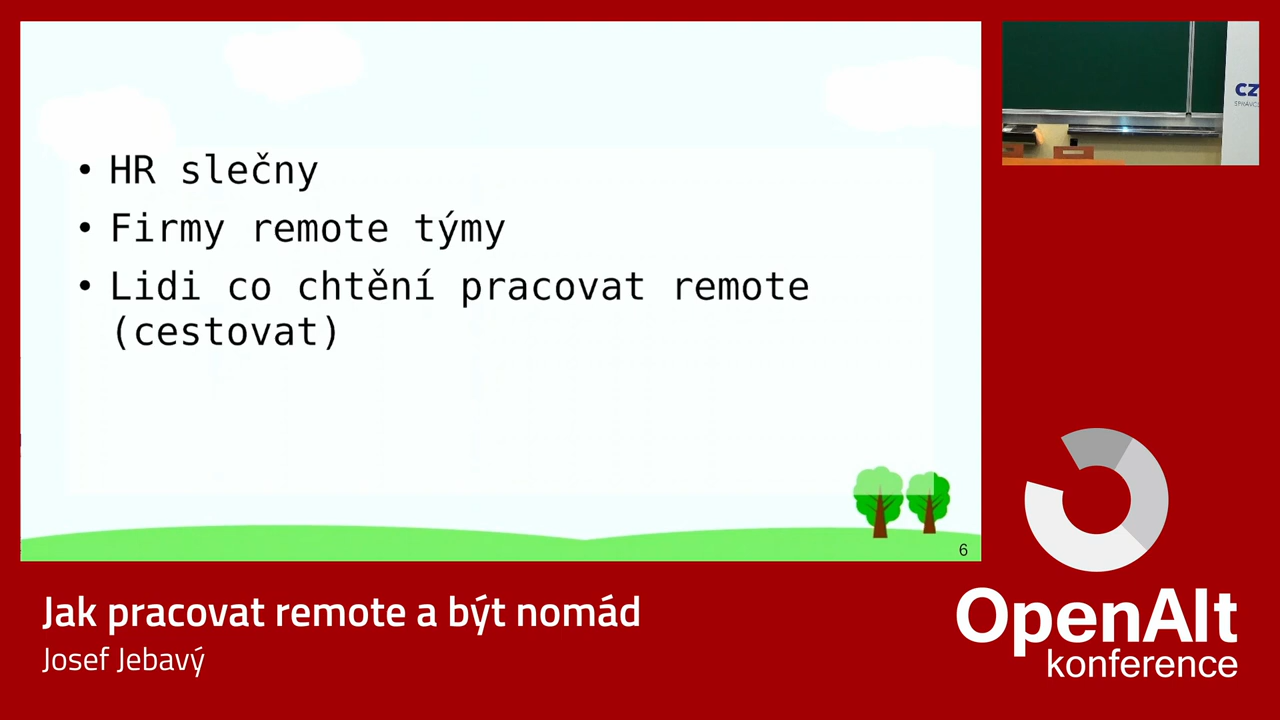 • HR slečny
• Firmy remote týmy
• Lidi co chtění pracovat remote
(cestovat)
6
CZ
Jak pracovat remote a být nomád
Josef Jebavý
OpenAlt
konference